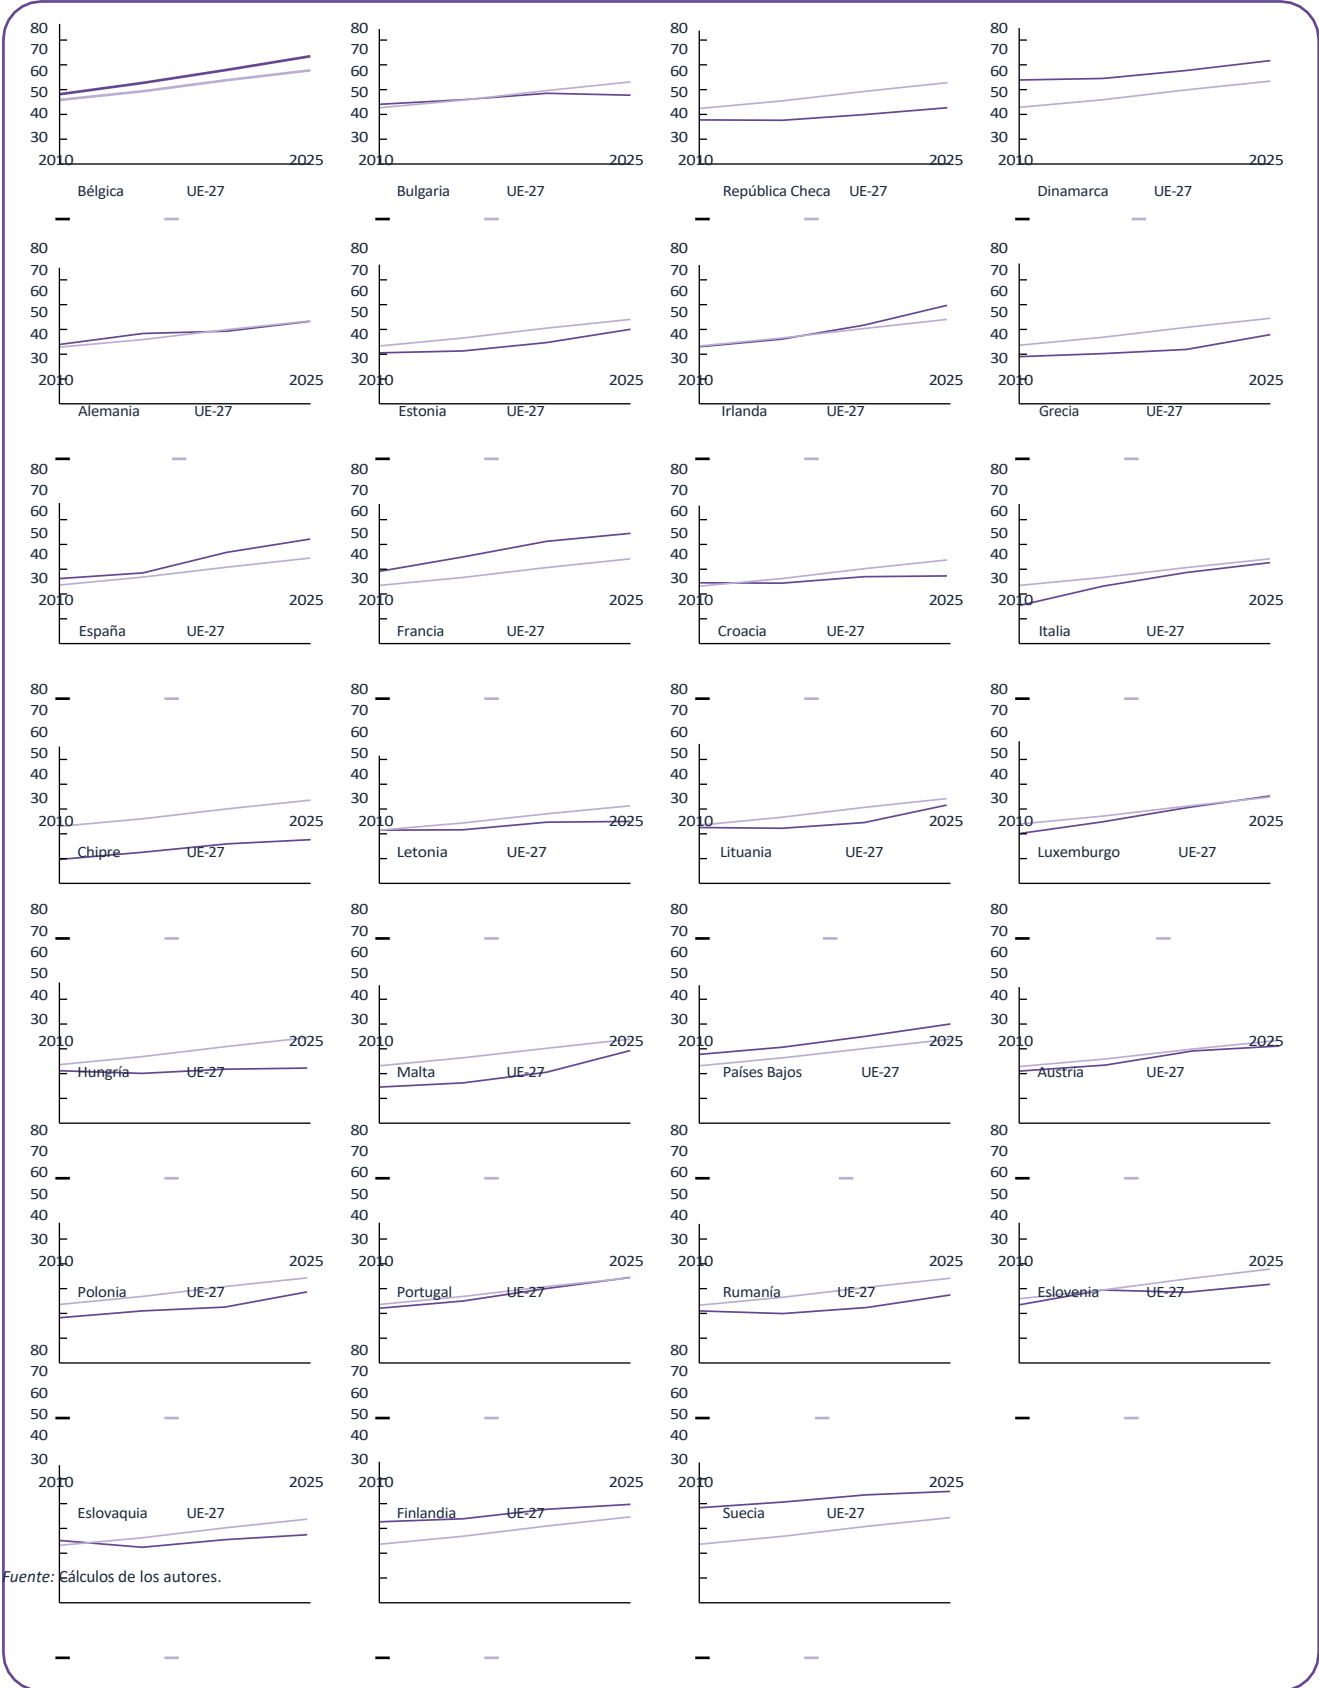 80 80 80 80
70 70 70 70
60 60 60 60
50 50 50 50
40 40 40 40
30 30 30 30
2010 2025 2010 2025 2010 2025 2010 2025
Bélgica UE-27 Bulgaria UE-27 República Checa UE-27 Dinamarca UE-27
80 80 80 80
70 70 70 70
60 60 60 60
50 50 50 50
40 40 40 40
30 30 30 30
2010 2025 2010 2025 2010 2025 2010 2025
Alemania UE-27 Estonia UE-27 Irlanda UE-27 Grecia UE-27
80 80 80 80
70 70 70 70
60 60 60 60
50 50 50 50
40 40 40 40
30 30 30 30
2010 2025 2010 2025 2010 2025 2010 2025
España UE-27 Francia UE-27 Croacia UE-27 Italia UE-27
80 80 80 80
70 70 70 70
60 60 60 60
50 50 50 50
40 40 40 40
30 30 30 30
2010 2025 2010 2025 2010 2025 2010 2025
Chipre UE-27 Letonia UE-27 Lituania UE-27 Luxemburgo UE-27
80 80 80 80
70 70 70 70
60 60 60 60
50 50 50 50
40 40 40 40
30 30 30 30
2010 2025 2010 2025 2010 2025 2010 2025
Hungría UE-27 Malta UE-27 Países Bajos UE-27 Austria UE-27
80 80 80 80
70 70 70 70
60 60 60 60
50 50 50 50
40 40 40 40
30 30 30 30
2010 2025 2010 2025 2010 2025 2010 2025
Polonia UE-27 Portugal UE-27 Rumanía UE-27 Eslovenia UE-27
80 80 80
70 70 70
60 60 60
50 50 50
40 40 40
30 30 30
2010 2025 2010 2025 2010 2025
Eslovaquia UE-27 Finlandia UE-27 Suecia UE-27
Fuente: Cálculos de los autores.